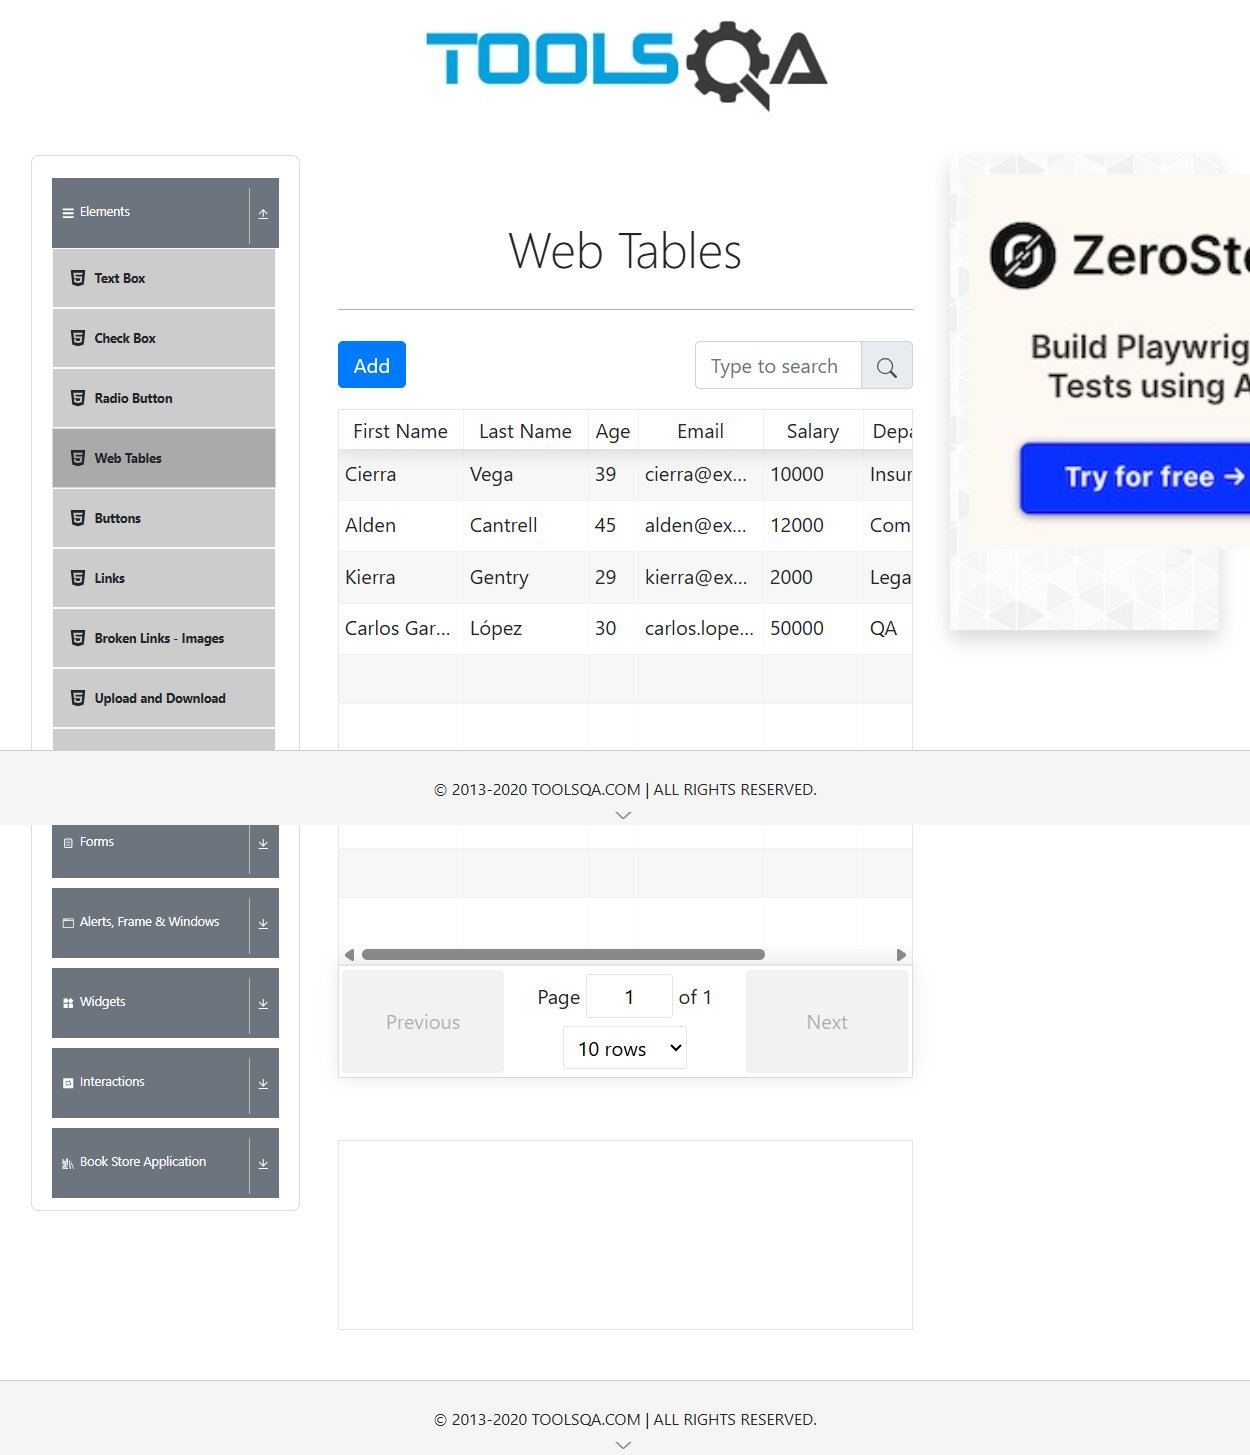 TOOLSQA
Elements
Text Box
Check Box
Radio Button
Web Tables
Buttons
Links
Broken Links - Images
Upload and Download
Forms
Alerts, Frame & Windows
Widgets
Interactions
Book Store Application
Web Tables
Add
Type to search
First Name Last Name Age Email Salary Depa
Cierra Vega 39 cierra@ex... 10000 Insur
Alden Cantrell 45 alden@ex... 12000 Com
Kierra Gentry 29 kierra@ex... 2000 Lega
Carlos Gar... López 30 carlos.lope... 50000 QA
Previous
Page 1 of 1
10 rows
Next
ZeroSte
Build Playwrig
Tests using A
Try for free →
© 2013-2020 TOOLSQA.COM | ALL RIGHTS RESERVED.
© 2013-2020 TOOLSQA.COM | ALL RIGHTS RESERVED.